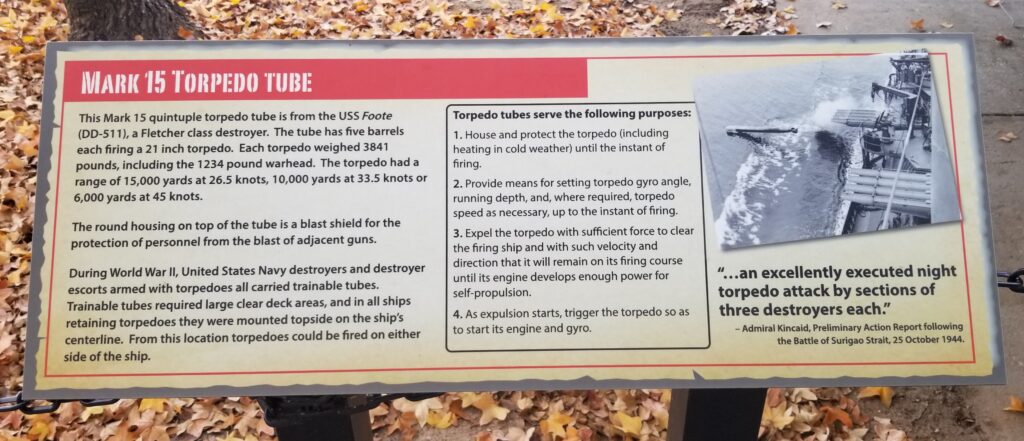 MARK 15 TORPEDO TUBE
This Mark 15 quintuple torpedo tube is from the USS Foote
(DD-511), a Fletcher class destroyer. The tube has five barrels
each firing a 21 inch torpedo. Each torpedo weighed 3841
pounds, including the 1234 pound warhead. The torpedo had a
range of 15,000 yards at 26.5 knots, 10,000 yards at 33.5 knots or
6,000 yards at 45 knots.
The round housing on top of the tube is a blast shield for the
protection of personnel from the blast of adjacent guns.
During World War II, United States Navy destroyers and destroyer
escorts armed with torpedoes all carried trainable tubes.
Trainable tubes required large clear deck areas, and in all ships
retaining torpedoes they were mounted topside on the ship's
centerline. From this location torpedoes could be fired on either
side of the ship.
Torpedo tubes serve the following purposes:
1. House and protect the torpedo (including
heating in cold weather) until the instant of
firing.
2. Provide means for setting torpedo gyro angle,
running depth, and, where required, torpedo
speed as necessary, up to the instant of firing.
3. Expel the torpedo with sufficient force to clear
the firing ship and with such velocity and
direction that it will remain on its firing course
until its engine develops enough power for
self-propulsion.
4. As expulsion starts, trigger the torpedo so as
to start its engine and gyro.
"...an excellently executed night
torpedo attack by sections of
three destroyers each."
– Admiral Kincaid, Preliminary Action Report following
the Battle of Surigao Strait, 25 October 1944.